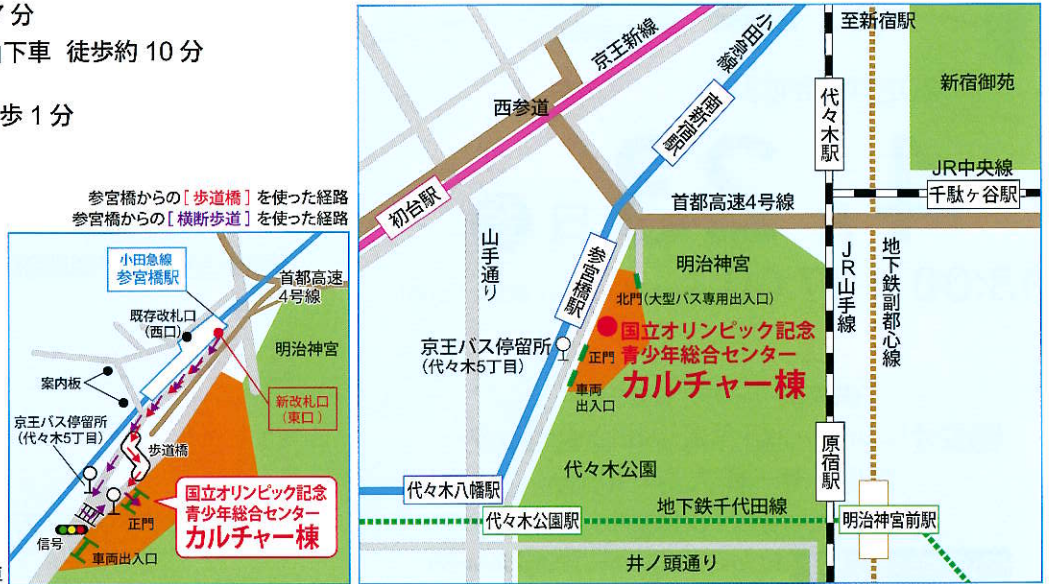 分
下車 徒歩約 10 分
歩 1 分
参宮橋からの[ 歩道橋 ] を使った経路
参宮橋からの[ 横断歩道 ] を使った経路
小田急線
参宮橋駅
首都高速
4号線
既存改札口
(西口)
明治神宮
案内板
新改札口
(東口)
京王バス停留所
(代々木5丁目)
歩道橋
国立オリンピック記念
青少年総合センター
カルチャー棟
正門
信号
車両出入口
京王新線
小田急線
至新宿駅
新宿御苑
西参道
南新宿駅
代々木駅
JR中央線
千駄ヶ谷駅
初台駅
首都高速4号線
山手通り
参宮橋駅
明治神宮
JR山手線
地下鉄副都心線
北門(大型バス専用出入口)
京王バス停留所
(代々木5丁目)
正門
国立オリンピック記念
青少年総合センター
カルチャー棟
車両
出入口
代々木公園
原宿駅
代々木八幡駅
代々木公園駅
地下鉄千代田線
明治神宮前駅
井ノ頭通り